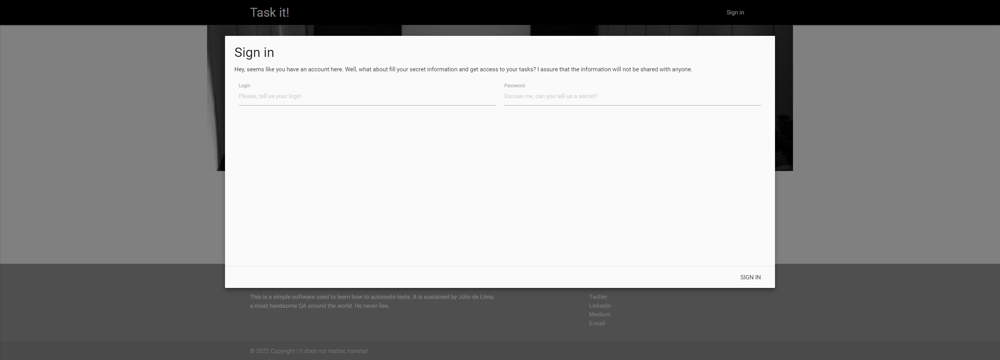 Task it!
Sign in
Sign in
Hey, seems like you have an account here. Well, what about fill your secret information and get access to your tasks? I assure that the information will not be shared with anyone.
Login
Password
Please, tell us your login
Excuse me, can you tell us a secret?
SIGN IN
This is a simple software used to learn how to automate tests. It is sustained by Júlio de Lima,
a most handsome QA around the world. He never lies.
Twitter
Linkedin
Medium
E-mail
© 2022 Copyright | It does not matter, hahaha!